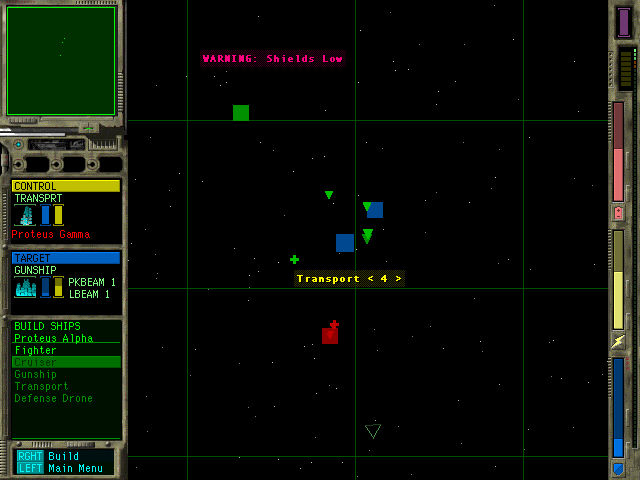 WARNING: Shields Low
CONTROL
TRANSPRT
Proteus Gamma
TARGET
GUNSHIP
PKBEAM 1
LBEAM 1
Transport < 4 >
BUILD SHIPS
Proteus Alpha
Fighter
Cruiser
Gunship
Transport
Defense Drone
RGHT Build
LEFT Main Menu